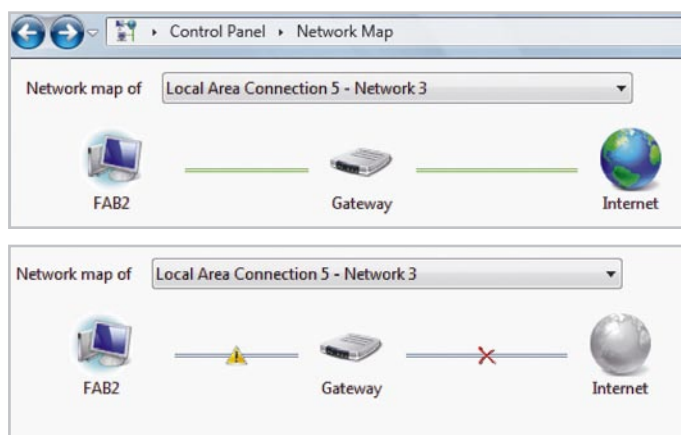 Control Panel ▸ Network Map
Network map of Local Area Connection 5 - Network 3
FAB2 Gateway Internet
Network map of Local Area Connection 5 - Network 3
FAB2 Gateway Internet